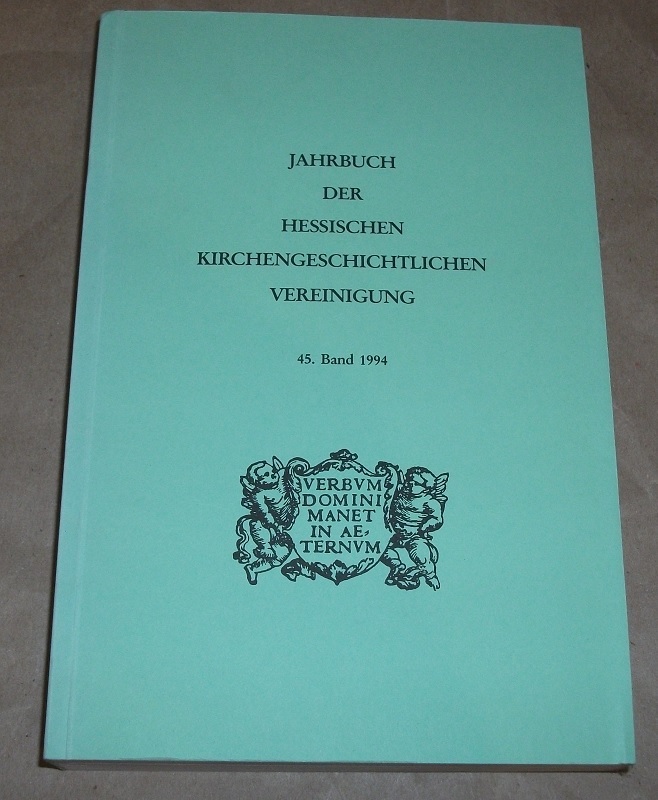 JAHRBUCH
DER
HESSISCHEN
KIRCHENGESCHICHTLICHEN
VEREINIGUNG
45. Band 1994
VERBVM
DOMINI
MANET
IN AE-
TERNVM